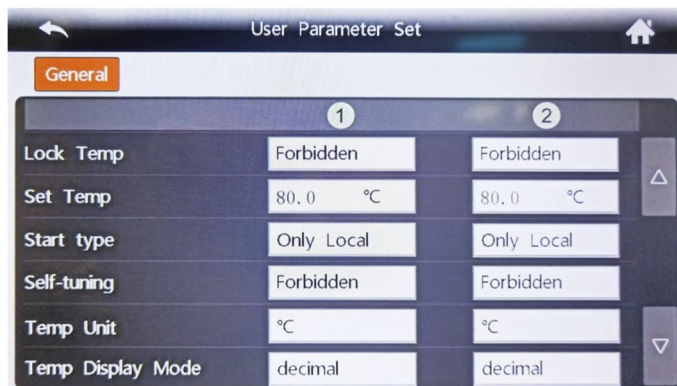 User Parameter Set
General
1 2
Lock Temp Forbidden Forbidden
Set Temp 80.0 °C 80.0 °C
Start type Only Local Only Local
Self-tuning Forbidden Forbidden
Temp Unit °C °C
Temp Display Mode decimal decimal